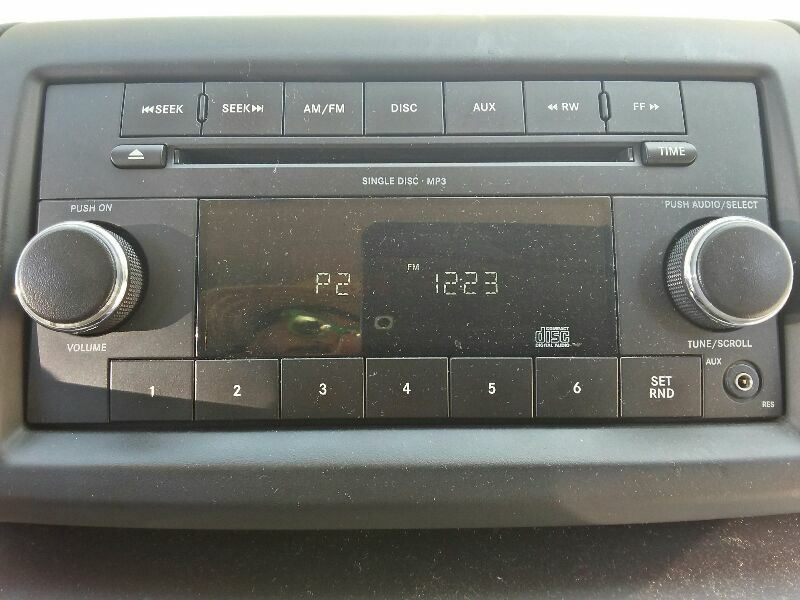 SEEK SEEK AM/FM DISC AUX RW FF
TIME
SINGLE DISC · MP3
PUSH ON
PUSH AUDIO/SELECT
P2 FM 12:23
COMPACT
disc
DIGITAL AUDIO
VOLUME
TUNE/SCROLL
1 2 3 4 5 6 SET RND
AUX
RES